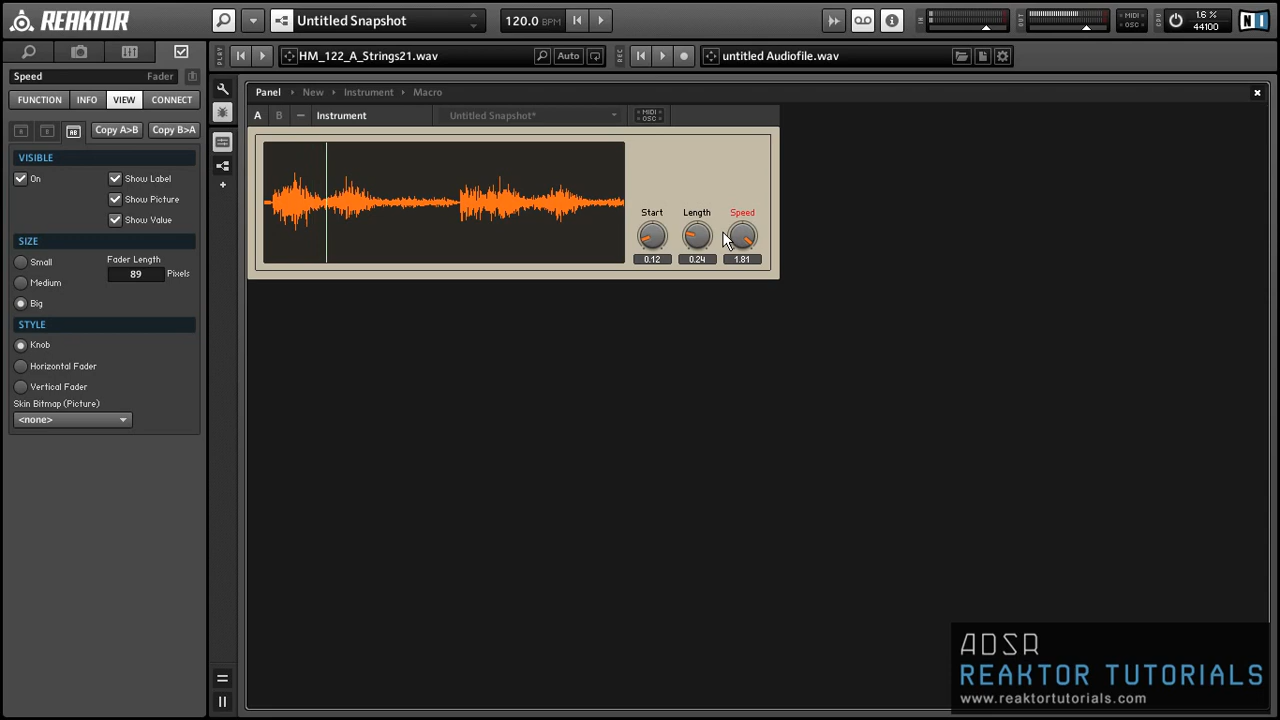 REAKTOR
Untitled Snapshot
120.0 BPM
MIDI
OSC
IN
OUT
CPU
1.6 %
44100
PLAY
HM_122_A_Strings21.wav
Auto
REC
untitled Audiofile.wav
Speed
Fader
FUNCTION
INFO
VIEW
CONNECT
A
B
AB
Copy A>B
Copy B>A
VISIBLE
On
Show Label
Show Picture
Show Value
SIZE
Small
Fader Length
89
Pixels
Medium
Big
STYLE
Knob
Horizontal Fader
Vertical Fader
Skin Bitmap (Picture)
<none>
Panel
New
Instrument
Macro
A
B
Instrument
Untitled Snapshot*
MIDI
OSC
Start
Length
Speed
0.12
0.24
1.81
ADSR
REAKTOR TUTORIALS
www.reaktortutorials.com